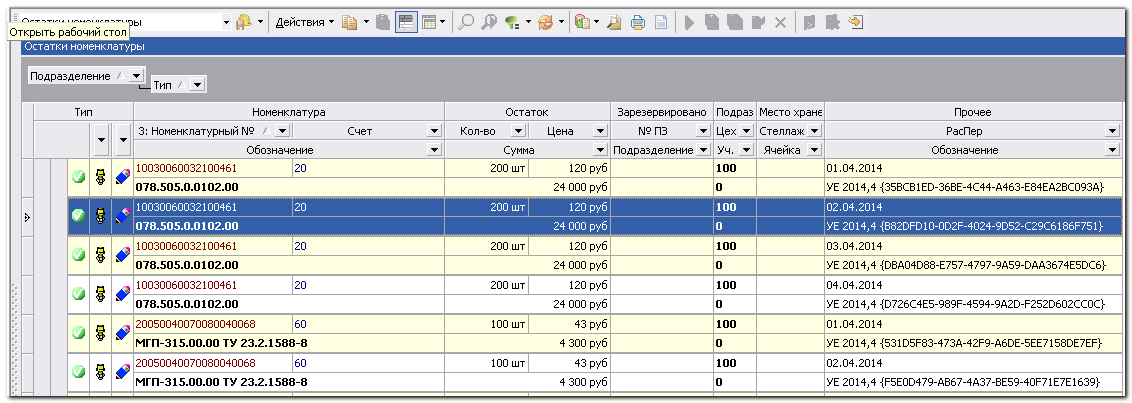 Остатки номенклатуры
Действия
Открыть рабочий стол
Остатки номенклатуры
Подразделение
Тип
Тип Номенклатура Остаток Зарезервировано Подраз Место хране Прочее
3: Номенклатурный № Счет Кол-во Цена № ПЗ Цех Стеллаж РасПер
Обозначение Сумма Подразделение Уч. Ячейка Обозначение
10030060032100461 20 200 шт 120 руб 100 01.04.2014
078.505.0.0102.00 24 000 руб 0 УЕ 2014,4 {35BCB1ED-36BE-4C44-A463-E84EA2BC093A}
10030060032100461 20 200 шт 120 руб 100 02.04.2014
078.505.0.0102.00 24 000 руб 0 УЕ 2014,4 {B82DFD10-0D2F-4024-9D52-C29C6186F751}
10030060032100461 20 200 шт 120 руб 100 03.04.2014
078.505.0.0102.00 24 000 руб 0 УЕ 2014,4 {DBA04D88-E757-4797-9A59-DAA3674E5DC6}
10030060032100461 20 200 шт 120 руб 100 04.04.2014
078.505.0.0102.00 24 000 руб 0 УЕ 2014,4 {D726C4E5-989F-4594-9A2D-F252D602CC0C}
20050040070080040068 60 100 шт 43 руб 100 01.04.2014
МГП-315.00.00 ТУ 23.2.1588-8 4 300 руб 0 УЕ 2014,4 {531D5F83-473A-42F9-A6DE-5EE7158DE7EF}
20050040070080040068 60 100 шт 43 руб 100 02.04.2014
МГП-315.00.00 ТУ 23.2.1588-8 4 300 руб 0 УЕ 2014,4 {F5E0D479-AB67-4A37-BE59-40F71E7E1639}